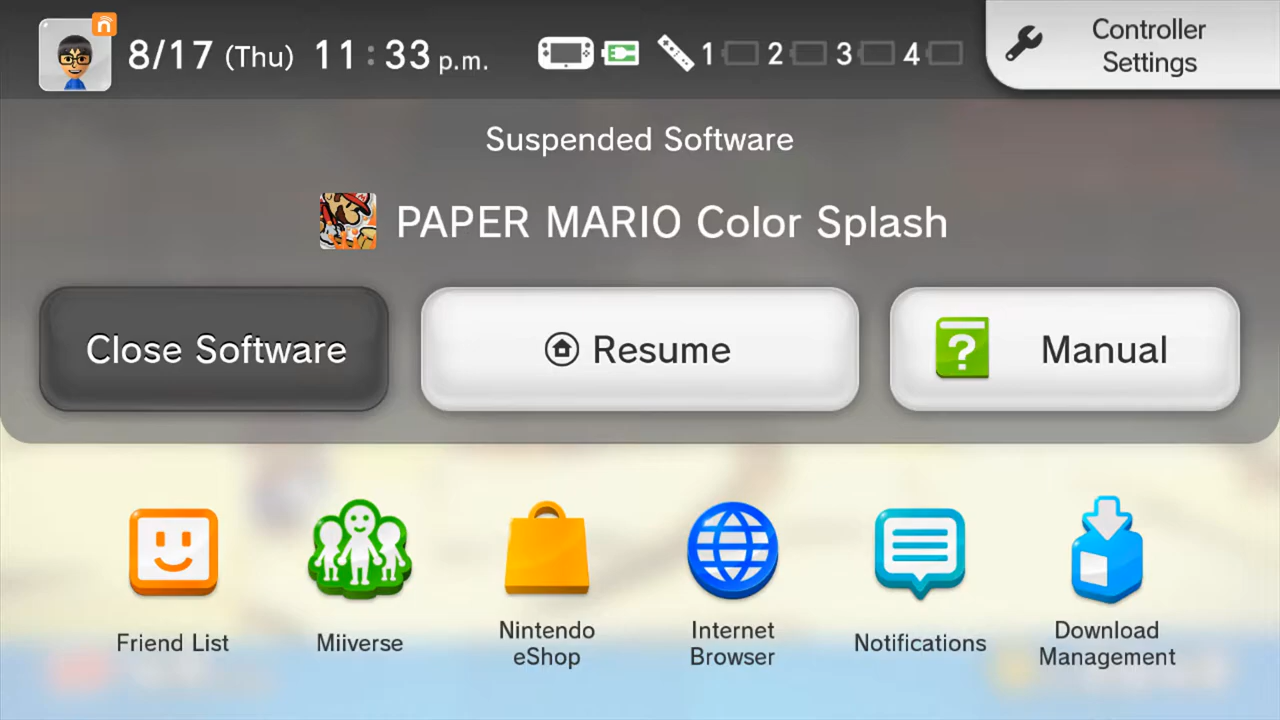 8/17 (Thu) 11:33 p.m.
1 2 3 4
Controller
Settings
Suspended Software
PAPER MARIO Color Splash
Close Software
Resume
? Manual
Friend List
Miiverse
Nintendo
eShop
Internet
Browser
Notifications
Download
Management